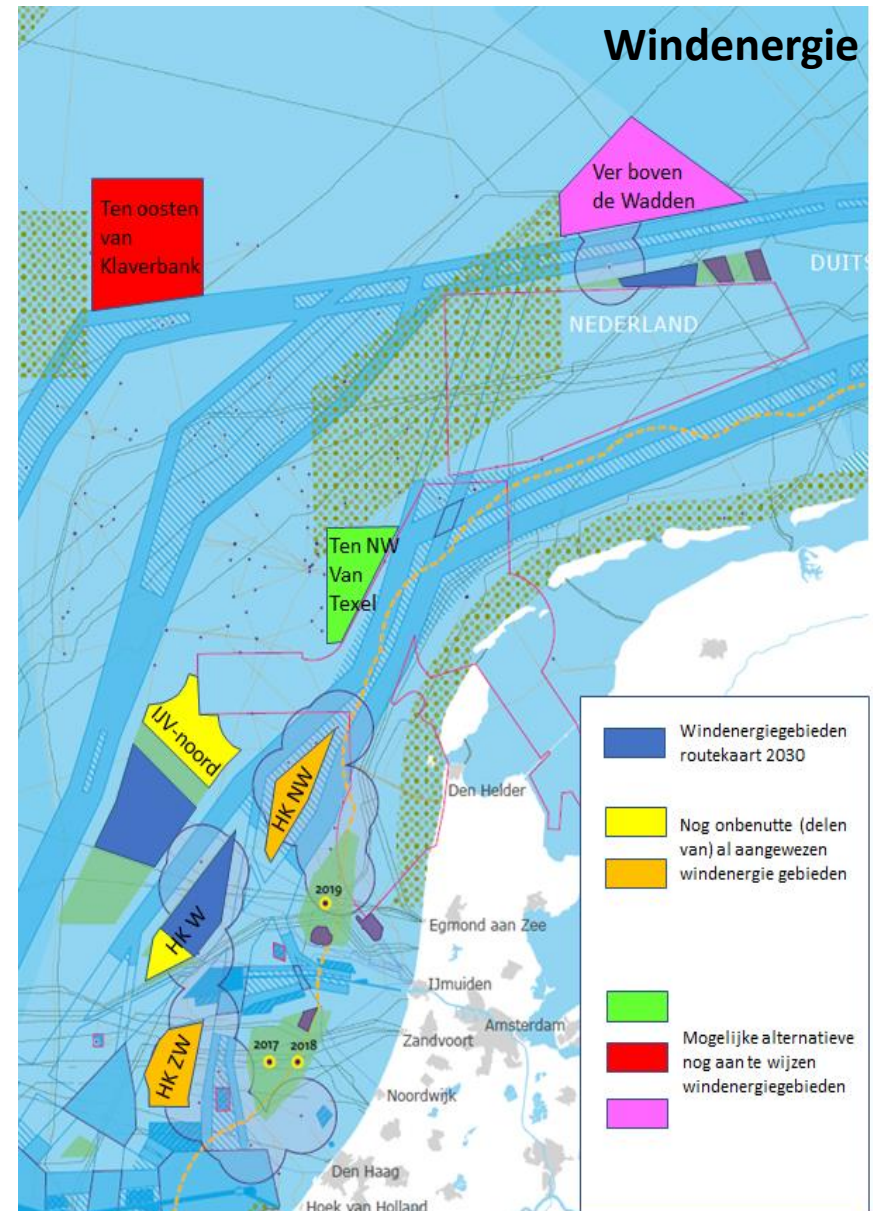 Windenergie
Ver boven
de Wadden
Ten oosten
van
Klaverbank
DUITS
NEDERLAND
Ten NW
Van
Texel
IJV-noord
HK NW
Den Helder
2019
HK W
Egmond aan Zee
IJmuiden
Amsterdam
Zandvoort
2017
2018
HK ZW
Noordwijk
Den Haag
Hoek van Holland
Windenergiegebieden
routekaart 2030
Nog onbenutte (delen
van) al aangewezen
windenergie gebieden
Mogelijke alternatieve
nog aan te wijzen
windenergiegebieden